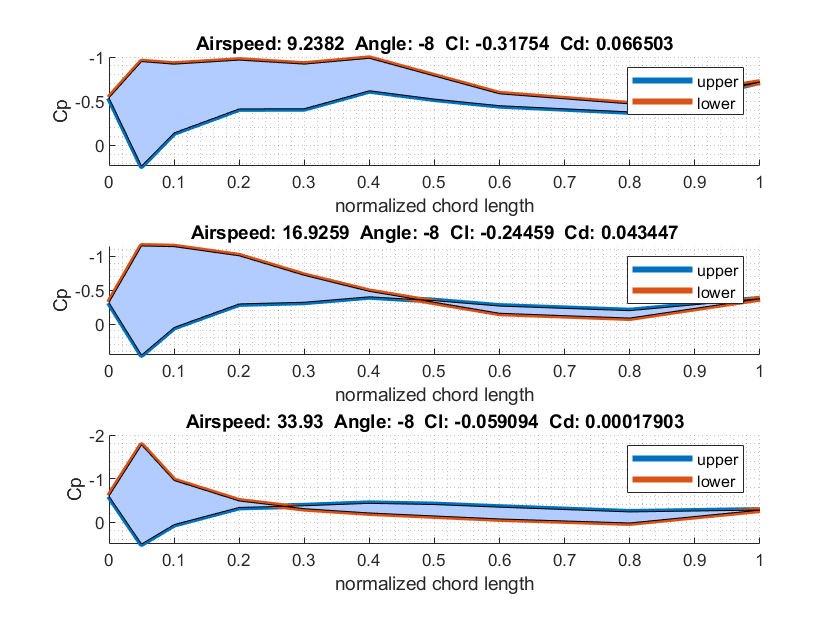 Airspeed: 9.2382 Angle: -8 Cl: -0.31754 Cd: 0.066503
-1
-0.5
0
Cp
upper
lower
0 0.1 0.2 0.3 0.4 0.5 0.6 0.7 0.8 0.9 1
normalized chord length
Airspeed: 16.9259 Angle: -8 Cl: -0.24459 Cd: 0.043447
-1
-0.5
0
Cp
upper
lower
0 0.1 0.2 0.3 0.4 0.5 0.6 0.7 0.8 0.9 1
normalized chord length
Airspeed: 33.93 Angle: -8 Cl: -0.059094 Cd: 0.00017903
-2
-1
0
Cp
upper
lower
0 0.1 0.2 0.3 0.4 0.5 0.6 0.7 0.8 0.9 1
normalized chord length